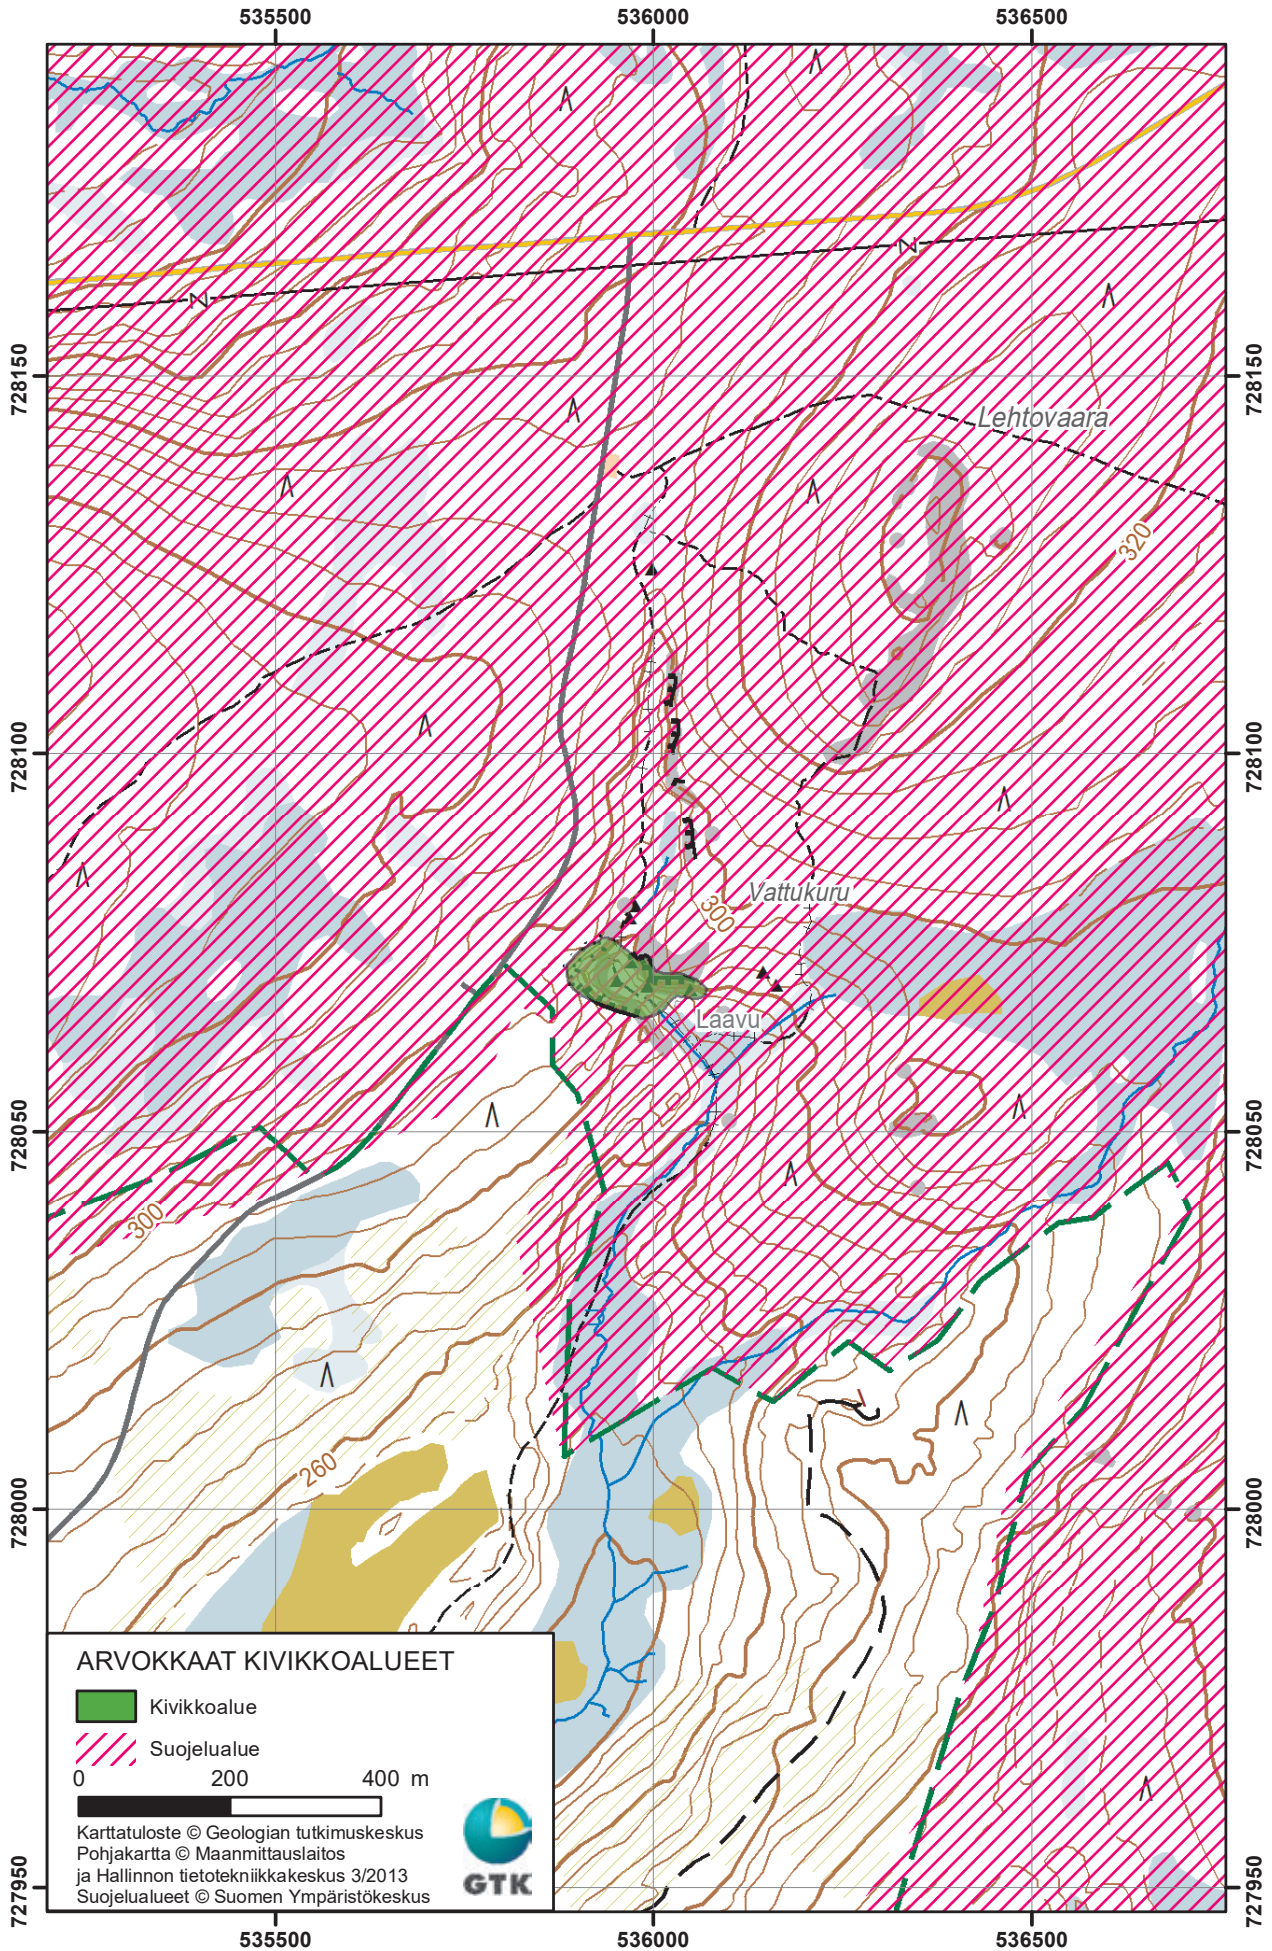 535500 536000 536500
728150 728150
Lehtovaara
320
728100 728100
Vattukuru
300
Laavu
728050 728050
300
260
728000 728000
ARVOKKAAT KIVIKKOALUEET
Kivikkoalue
Suojelualue
0 200 400 m
Karttatuloste © Geologian tutkimuskeskus
Pohjakartta © Maanmittauslaitos
ja Hallinnon tietotekniikkakeskus 3/2013
Suojelualueet © Suomen Ympäristökeskus
GTK
727950 727950
535500 536000 536500